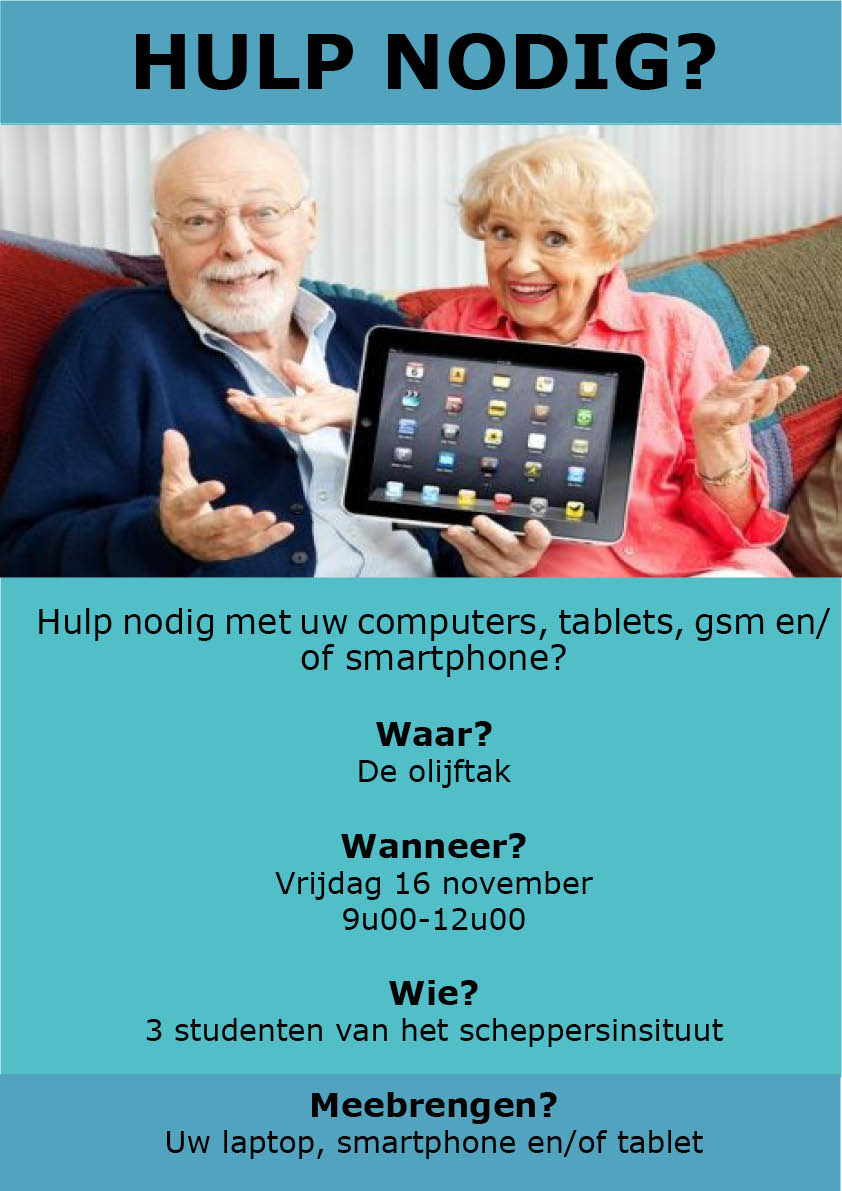 HULP NODIG?
Hulp nodig met uw computers, tablets, gsm en/
of smartphone?
Waar?
De olijftak
Wanneer?
Vrijdag 16 november
9u00-12u00
Wie?
3 studenten van het scheppersinsituut
Meebrengen?
Uw laptop, smartphone en/of tablet